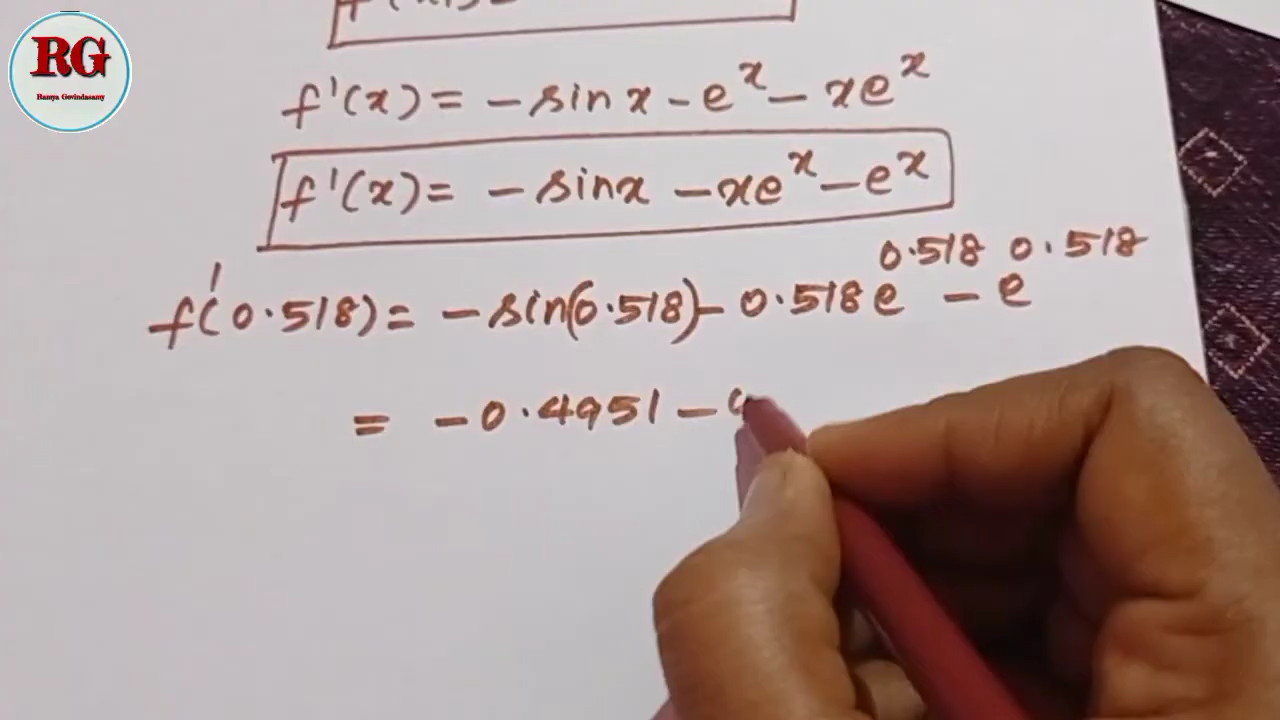 RG
Ramya Govindasamy
f'(x) = - sin x - e^x - xe^x
f'(x) = - sinx - xe^x - e^x
f'(0.518) = - sin(0.518) - 0.518 e^0.518 - e^0.518
= - 0.4951 -